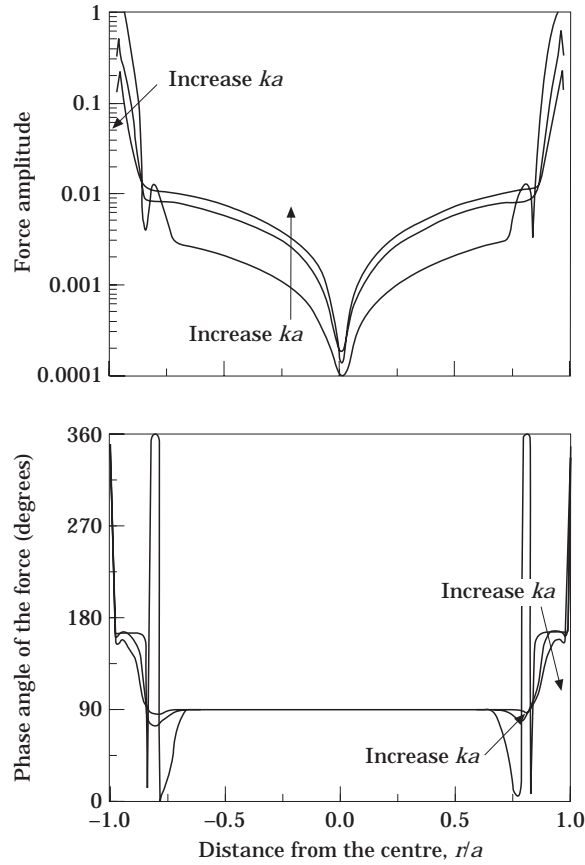 1
0.1
0.01
0.001
0.0001
Force amplitude
Increase ka
Increase ka
360
270
180
90
0
Phase angle of the force (degrees)
Increase ka
Increase ka
−1.0
−0.5
0.0
0.5
1.0
Distance from the centre, r/a